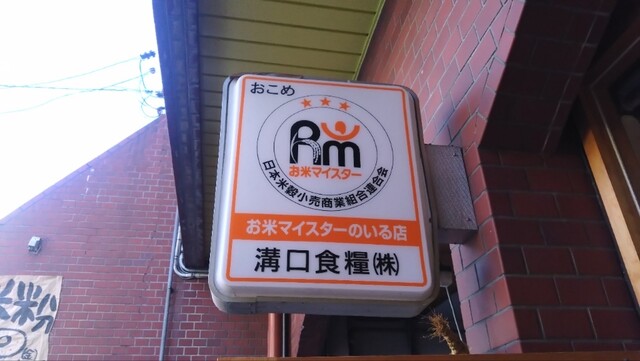 おこめ
★★★
Rm
お米マイスター
日本米穀小売商業組合連合会
お米マイスターのいる店
溝口食糧㈱
米粉